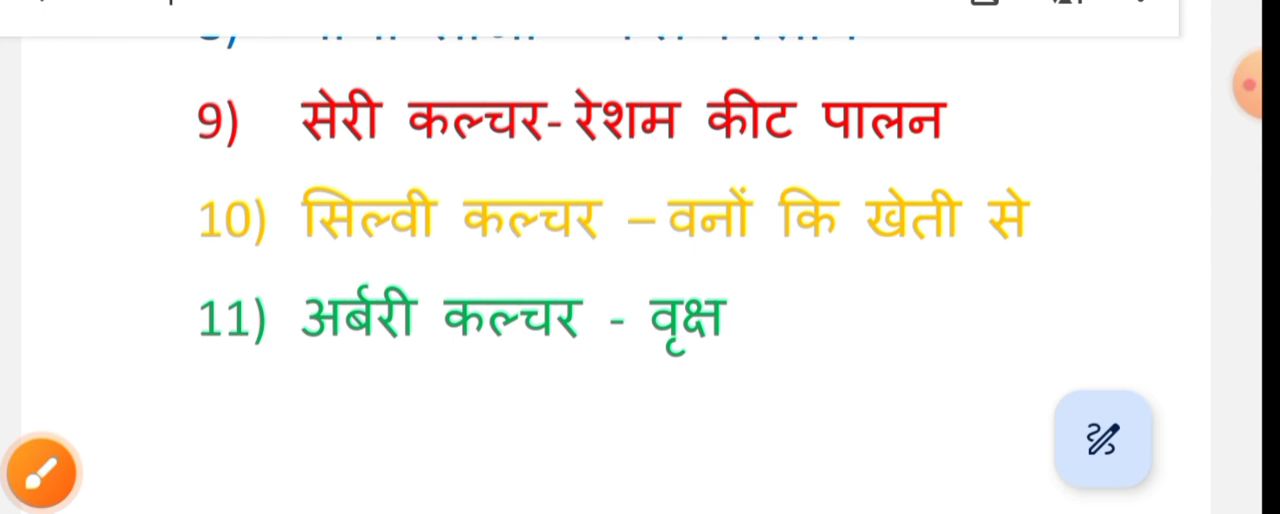 9) सेरी कल्चर- रेशम कीट पालन
10) सिल्वी कल्चर – वनों कि खेती से
11) अर्बरी कल्चर - वृक्ष